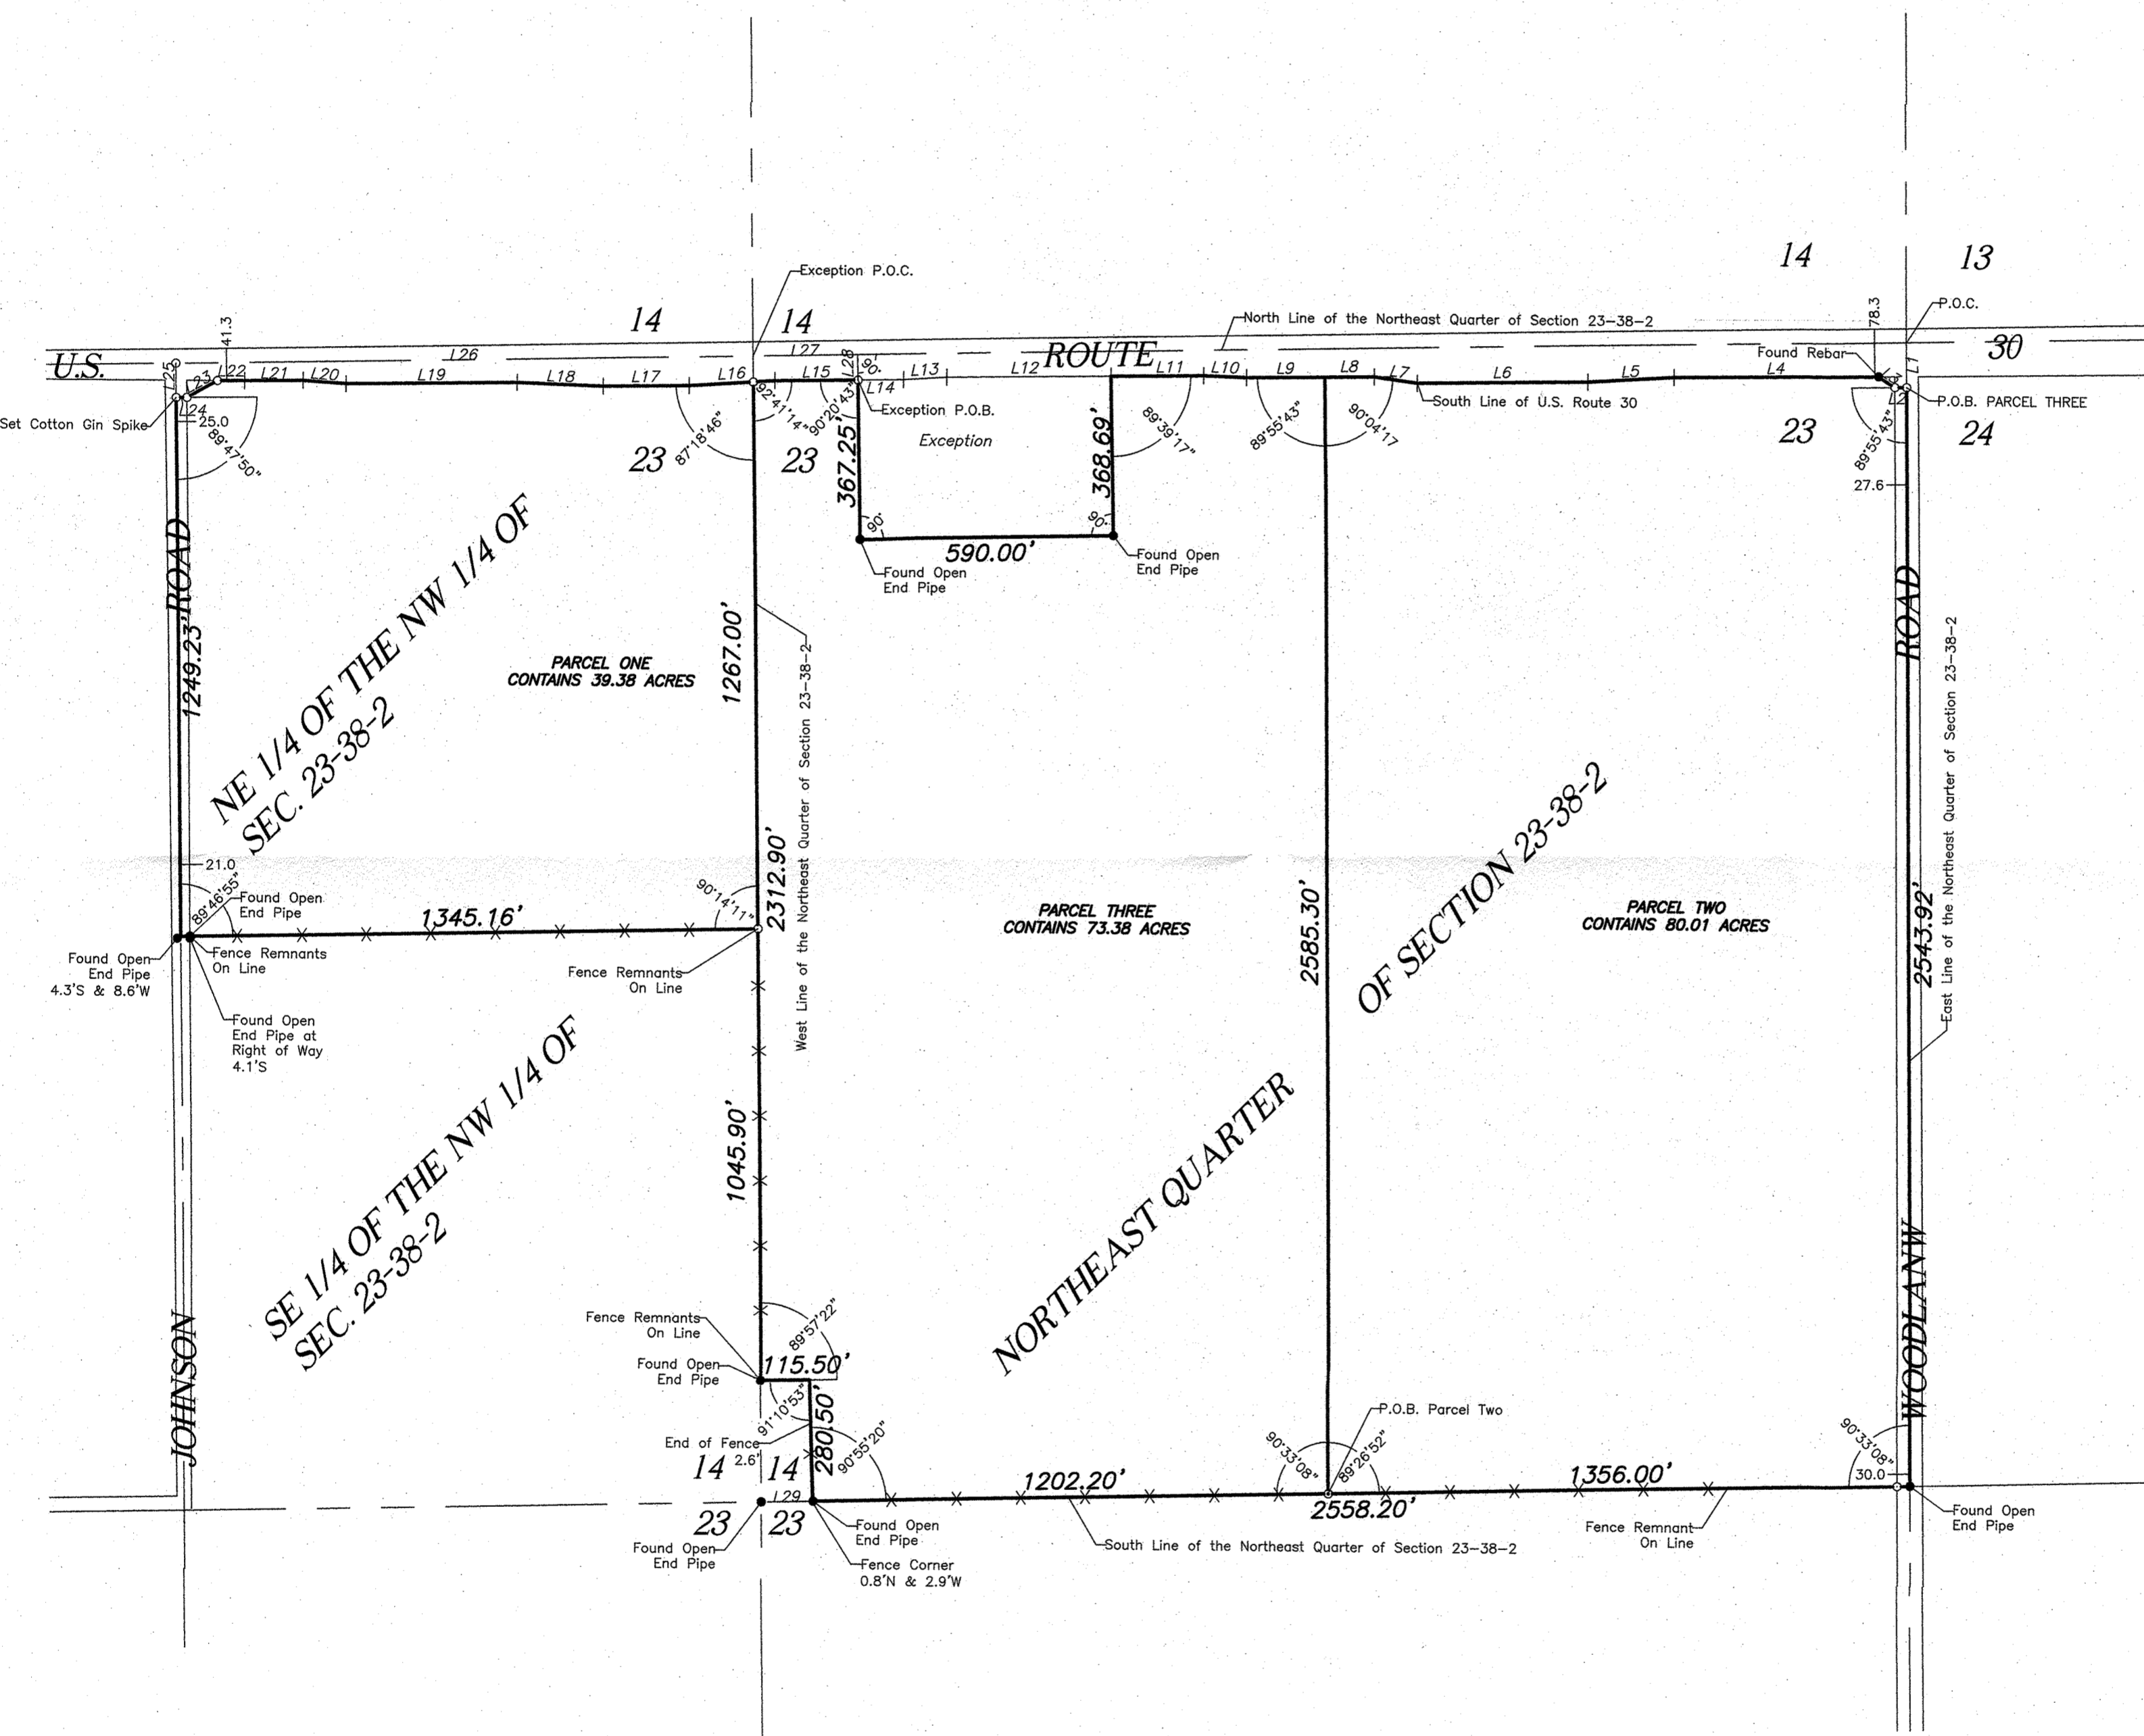 Exception P.O.C.
14
13
P.O.C.
78.3
41.3
14
14
North Line of the Northeast Quarter of Section 23-38-2
U.S.
ROUTE
30
Found Rebar
L25
L23
L22
L21
L20
L19
L26
L18
L17
L16
L27
L15
L28
90°
L14
L13
L12
L11
L10
L9
L8
L7
L6
L5
L4
L2
L1
Set Cotton Gin Spike
L24
25.0
89°47'50"
87°18'46"
92°41'14"
90°20'43"
Exception P.O.B.
Exception
89°39'17"
89°55'43"
90°04'17
South Line of U.S. Route 30
P.O.B. PARCEL THREE
89°55'43"
27.6
23
23
23
24
367.25'
368.69'
90°
90°
590.00'
Found Open
End Pipe
Found Open
End Pipe
ROAD
1249.23'
NE 1/4 OF THE NW 1/4 OF
SEC. 23-38-2
PARCEL ONE
CONTAINS 39.38 ACRES
1267.00'
West Line of the Northeast Quarter of Section 23-38-2
ROAD
East Line of the Northeast Quarter of Section 23-38-2
21.0
89°46'55"
Found Open
End Pipe
1345.16'
90°14'11"
2312.90'
Found Open
End Pipe
4.3'S & 8.6'W
Fence Remnants
On Line
Fence Remnants
On Line
Found Open
End Pipe at
Right of Way
4.1'S
PARCEL THREE
CONTAINS 73.38 ACRES
2585.30'
OF SECTION 23-38-2
PARCEL TWO
CONTAINS 80.01 ACRES
2543.92'
SE 1/4 OF THE NW 1/4 OF
SEC. 23-38-2
1045.90'
NORTHEAST QUARTER
JOHNSON
WOODLANW
Fence Remnants
On Line
89°57'22"
Found Open
End Pipe
115.50'
91°10'53"
280.50'
End of Fence
2.6'
90°55'20"
14
14
L29
23
23
Found Open
End Pipe
Found Open
End Pipe
Fence Corner
0.8'N & 2.9'W
1202.20'
South Line of the Northeast Quarter of Section 23-38-2
90°33'08"
89°26'52"
P.O.B. Parcel Two
2558.20'
1356.00'
90°33'08"
30.0
Fence Remnant
On Line
Found Open
End Pipe